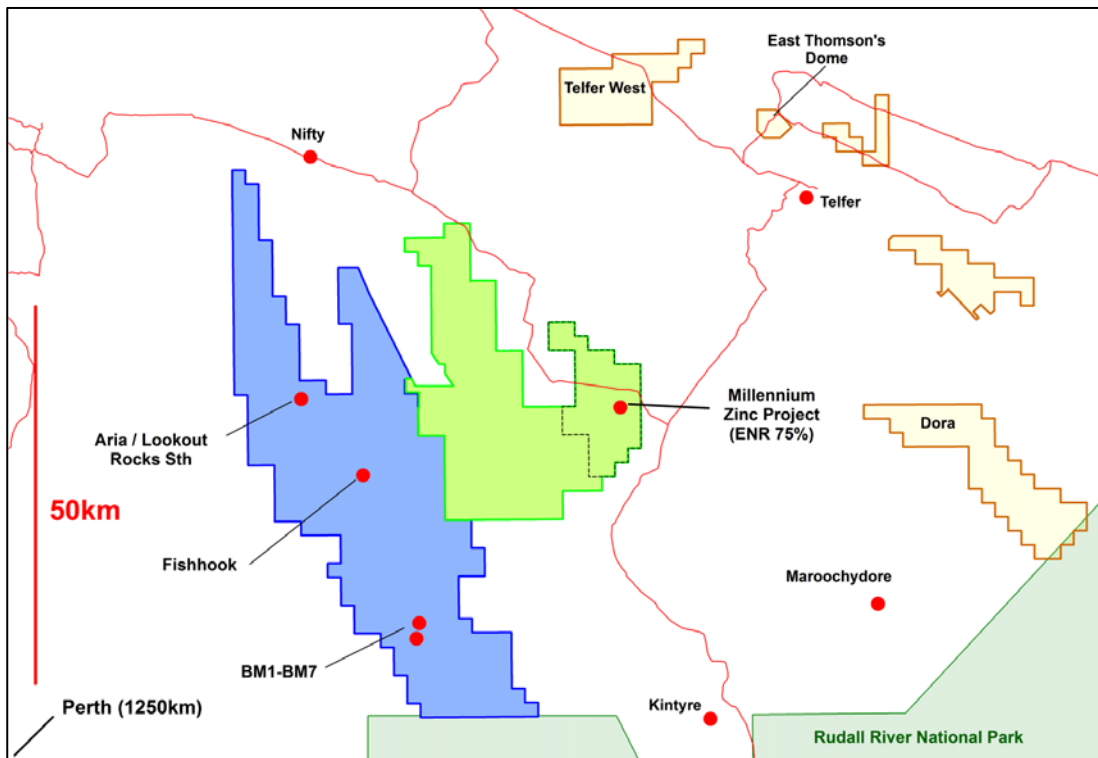 East Thomson's
Dome
Telfer West
Nifty
Telfer
Millennium
Zinc Project
(ENR 75%)
Aria / Lookout
Rocks Sth
Dora
50km
Fishhook
Maroochydore
BM1-BM7
Kintyre
Perth (1250km)
Rudall River National Park